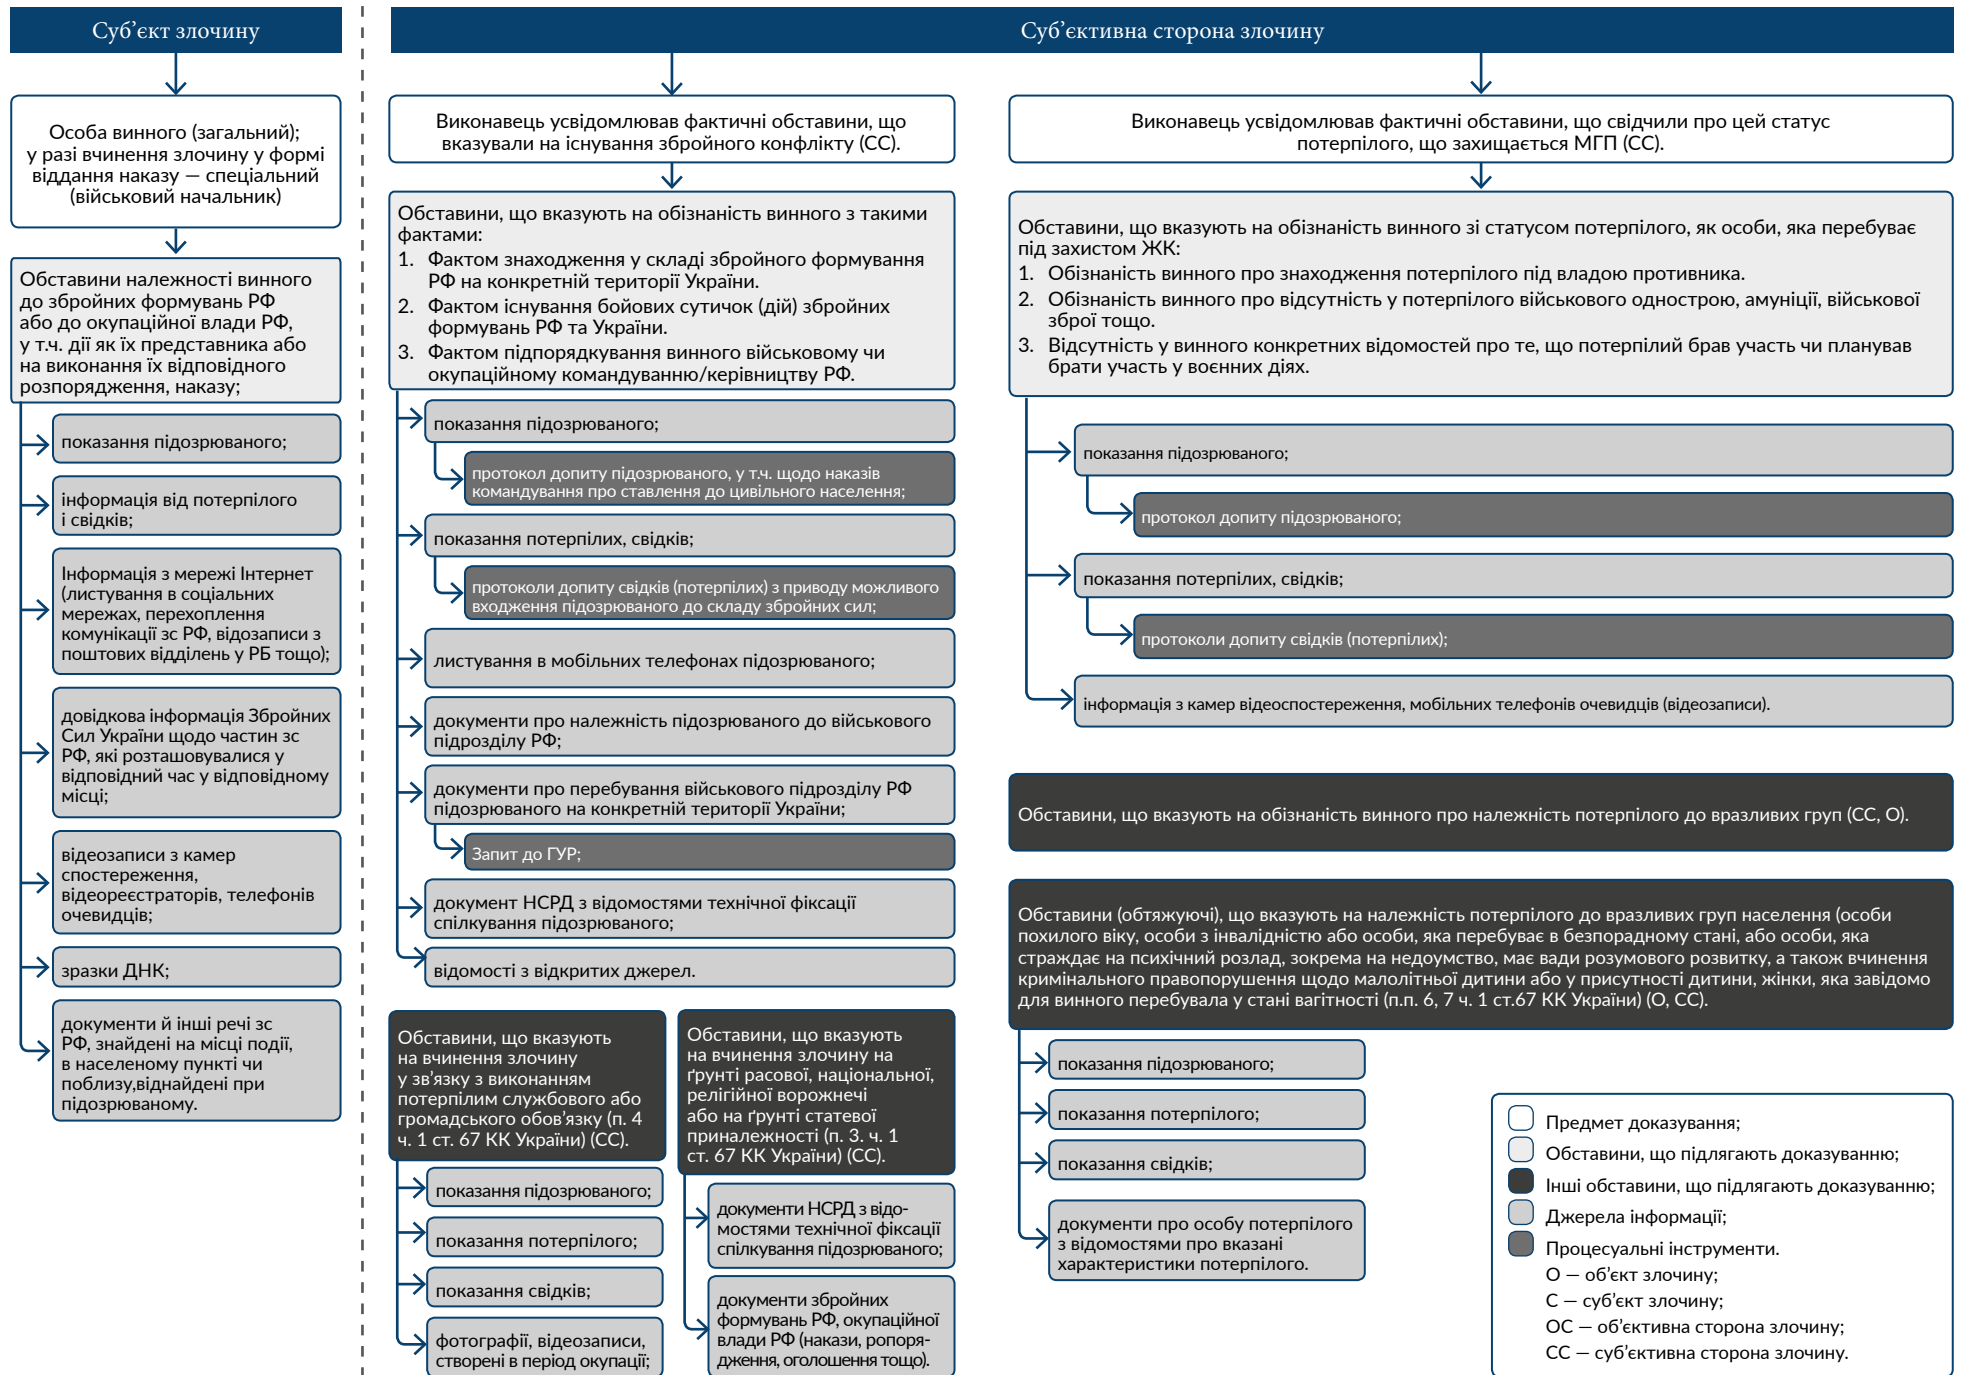 Суб’єкт злочину
Особа винного (загальний);
у разі вчинення злочину у формі
віддання наказу — спеціальний
(військовий начальник)
Обставини належності винного
до збройних формувань РФ
або до окупаційної влади РФ,
у т.ч. дії як їх представника або
на виконання їх відповідного
розпорядження, наказу;
показання підозрюваного;
інформація від потерпілого
і свідків;
Інформація з мережі Інтернет
(листування в соціальних
мережах, перехоплення
комунікації зс РФ, відозаписи з
поштових відділень у РБ тощо);
довідкова інформація Збройних
Сил України щодо частин зс
РФ, які розташовувалися у
відповідний час у відповідному
місці;
відеозаписи з камер
спостереження,
відеореєстраторів, телефонів
очевидців;
зразки ДНК;
документи й інші речі зс
РФ, знайдені на місці події,
в населеному пункті чи
поблизу,віднайдені при
підозрюваному.
Суб’єктивна сторона злочину
Виконавець усвідомлював фактичні обставини, що
вказували на існування збройного конфлікту (СС).
Обставини, що вказують на обізнаність винного з такими
фактами:
1. Фактом знаходження у складі збройного формування
РФ на конкретній території України.
2. Фактом існування бойових сутичок (дій) збройних
формувань РФ та України.
3. Фактом підпорядкування винного військовому чи
окупаційному командуванню/керівництву РФ.
показання підозрюваного;
протокол допиту підозрюваного, у т.ч. щодо наказів
командування про ставлення до цивільного населення;
показання потерпілих, свідків;
протоколи допиту свідків (потерпілих) з приводу можливого
входження підозрюваного до складу збройних сил;
листування в мобільних телефонах підозрюваного;
документи про належність підозрюваного до військового
підрозділу РФ;
документи про перебування військового підрозділу РФ
підозрюваного на конкретній території України;
Запит до ГУР;
документ НСРД з відомостями технічної фіксації
спілкування підозрюваного;
відомості з відкритих джерел.
Обставини, що вказують
на вчинення злочину
у зв’язку з виконанням
потерпілим службового або
громадського обов’язку (п. 4
ч. 1 ст. 67 КК України) (СС).
показання підозрюваного;
показання потерпілого;
показання свідків;
фотографії, відеозаписи,
створені в період окупації;
Обставини, що вказують
на вчинення злочину на
ґрунті расової, національної,
релігійної ворожнечі
або на ґрунті статевої
приналежності (п. 3. ч. 1
ст. 67 КК України) (СС).
документи НСРД з відо-
мостями технічної фіксації
спілкування підозрюваного;
документи збройних
формувань РФ, окупаційної
влади РФ (накази, ропоря-
дження, оголошення тощо).
Виконавець усвідомлював фактичні обставини, що свідчили про цей статус
потерпілого, що захищається МГП (СС).
Обставини, що вказують на обізнаність винного зі статусом потерпілого, як особи, яка перебуває
під захистом ЖК:
1. Обізнаність винного про знаходження потерпілого під владою противника.
2. Обізнаність винного про відсутність у потерпілого військового однострою, амуніції, військової
зброї тощо.
3. Відсутність у винного конкретних відомостей про те, що потерпілий брав участь чи планував
брати участь у воєнних діях.
показання підозрюваного;
протокол допиту підозрюваного;
показання потерпілих, свідків;
протоколи допиту свідків (потерпілих);
інформація з камер відеоспостереження, мобільних телефонів очевидців (відеозаписи).
Обставини, що вказують на обізнаність винного про належність потерпілого до вразливих груп (СС, О).
Обставини (обтяжуючі), що вказують на належність потерпілого до вразливих груп населення (особи
похилого віку, особи з інвалідністю або особи, яка перебуває в безпорадному стані, або особи, яка
страждає на психічний розлад, зокрема на недоумство, має вади розумового розвитку, а також вчинення
кримінального правопорушення щодо малолітньої дитини або у присутності дитини, жінки, яка завідомо
для винного перебувала у стані вагітності (п.п. 6, 7 ч. 1 ст.67 КК України) (О, СС).
показання підозрюваного;
показання потерпілого;
показання свідків;
документи про особу потерпілого
з відомостями про вказані
характеристики потерпілого.
Предмет доказування;
Обставини, що підлягають доказуванню;
Інші обставини, що підлягають доказуванню;
Джерела інформації;
Процесуальні інструменти.
О — об’єкт злочину;
С — суб’єкт злочину;
ОС — об’єктивна сторона злочину;
СС — суб’єктивна сторона злочину.